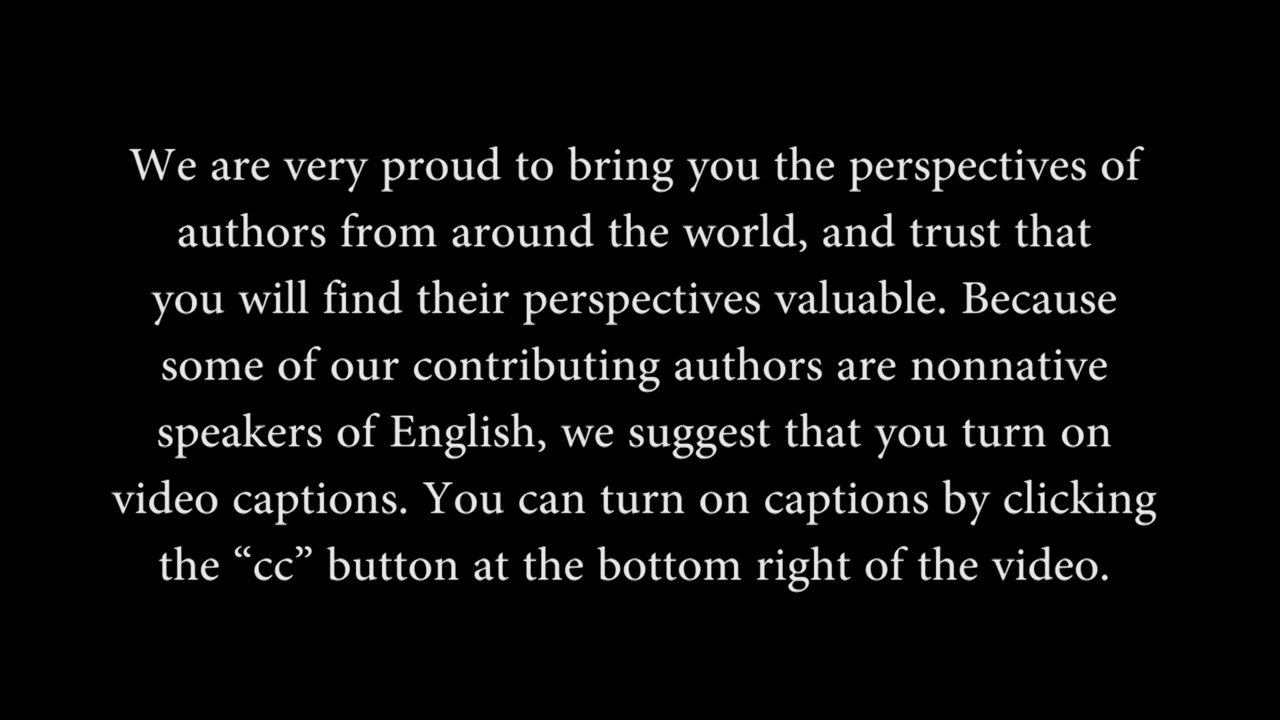 We are very proud to bring you the perspectives of
authors from around the world, and trust that
you will find their perspectives valuable. Because
some of our contributing authors are nonnative
speakers of English, we suggest that you turn on
video captions. You can turn on captions by clicking
the “cc” button at the bottom right of the video.